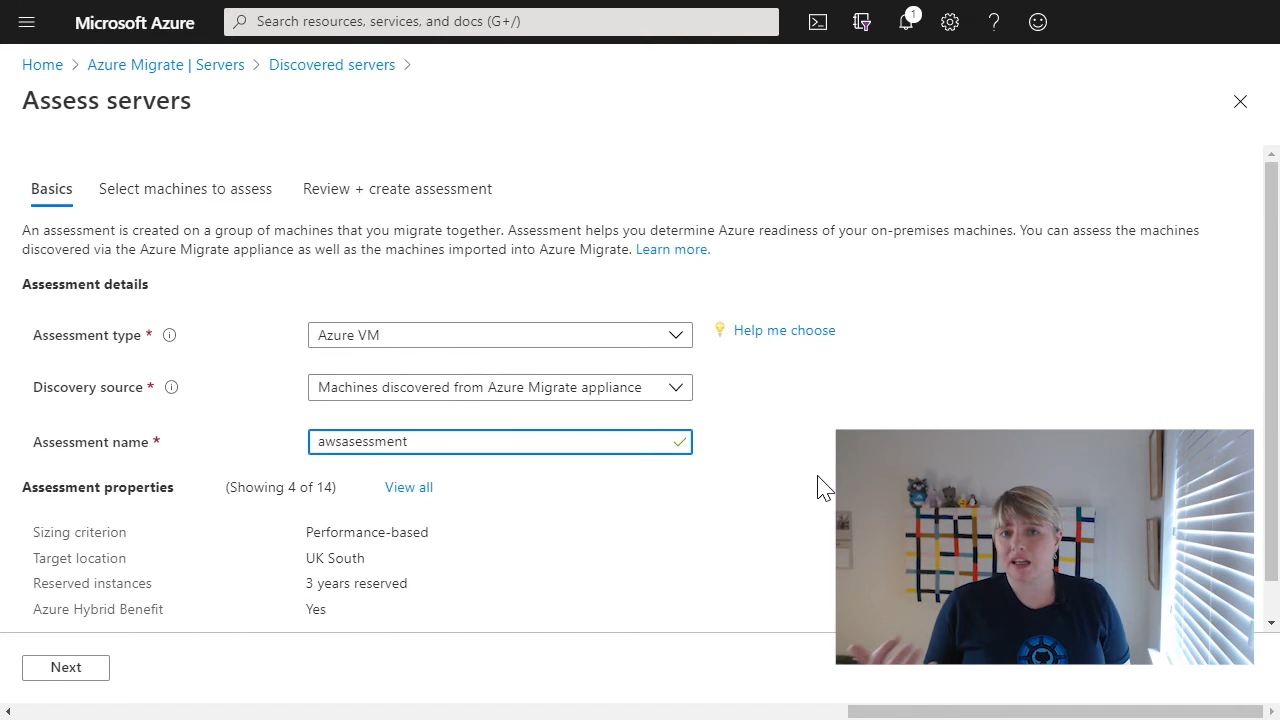 Microsoft Azure
Search resources, services, and docs (G+/)
1
Home > Azure Migrate | Servers > Discovered servers >
Assess servers
Basics
Select machines to assess
Review + create assessment
An assessment is created on a group of machines that you migrate together. Assessment helps you determine Azure readiness of your on-premises machines. You can assess the machines
discovered via the Azure Migrate appliance as well as the machines imported into Azure Migrate. Learn more.
Assessment details
Assessment type *
Azure VM
Help me choose
Discovery source *
Machines discovered from Azure Migrate appliance
Assessment name *
awsasessment
Assessment properties
(Showing 4 of 14)
View all
Sizing criterion
Performance-based
Target location
UK South
Reserved instances
3 years reserved
Azure Hybrid Benefit
Yes
Next